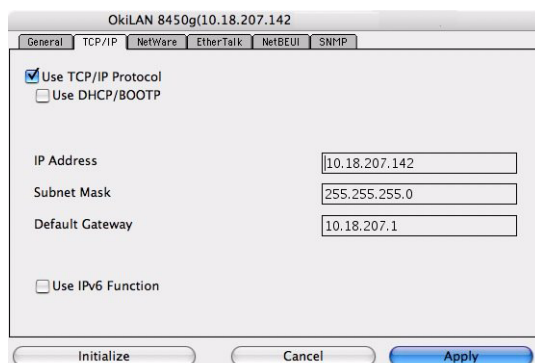 OkiLAN 8450g(10.18.207.142
General TCP/IP NetWare EtherTalk NetBEUI SNMP
Use TCP/IP Protocol
Use DHCP/BOOTP
IP Address 10.18.207.142
Subnet Mask 255.255.255.0
Default Gateway 10.18.207.1
Use IPv6 Function
Initialize Cancel Apply